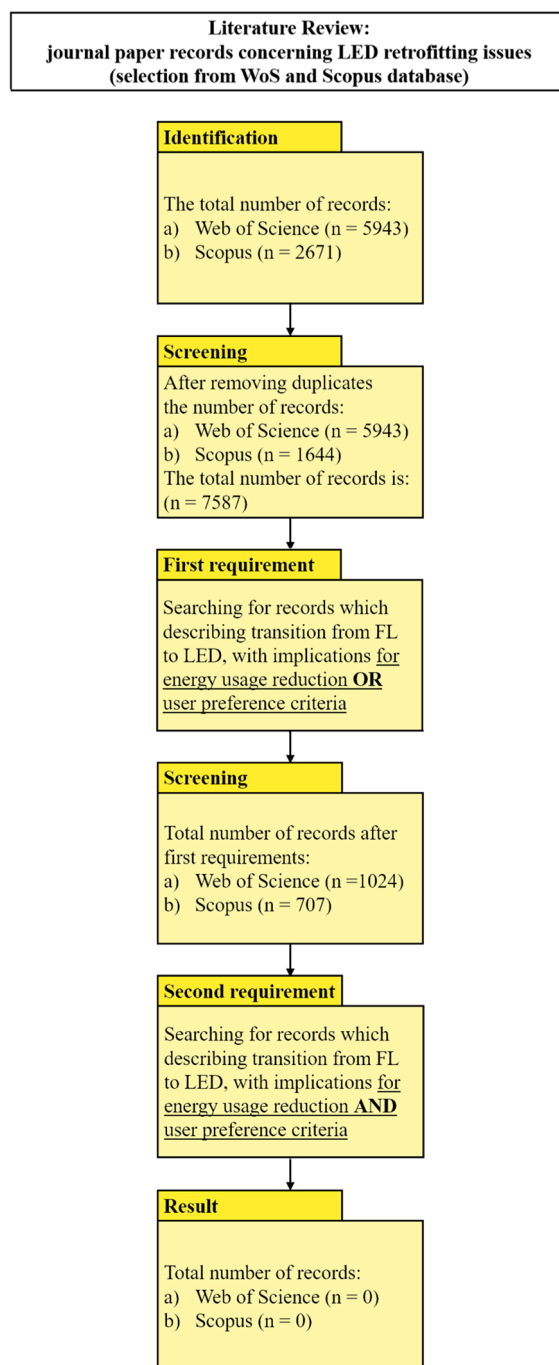 Literature Review:
journal paper records concerning LED retrofitting issues
(selection from WoS and Scopus database)
Identification
The total number of records:
a) Web of Science (n = 5943)
b) Scopus (n = 2671)
Screening
After removing duplicates
the number of records:
a) Web of Science (n = 5943)
b) Scopus (n = 1644)
The total number of records is:
(n = 7587)
First requirement
Searching for records which
describing transition from FL
to LED, with implications for
energy usage reduction OR
user preference criteria
Screening
Total number of records after
first requirements:
a) Web of Science (n =1024)
b) Scopus (n = 707)
Second requirement
Searching for records which
describing transition from FL
to LED, with implications for
energy usage reduction AND
user preference criteria
Result
Total number of records:
a) Web of Science (n = 0)
b) Scopus (n = 0)